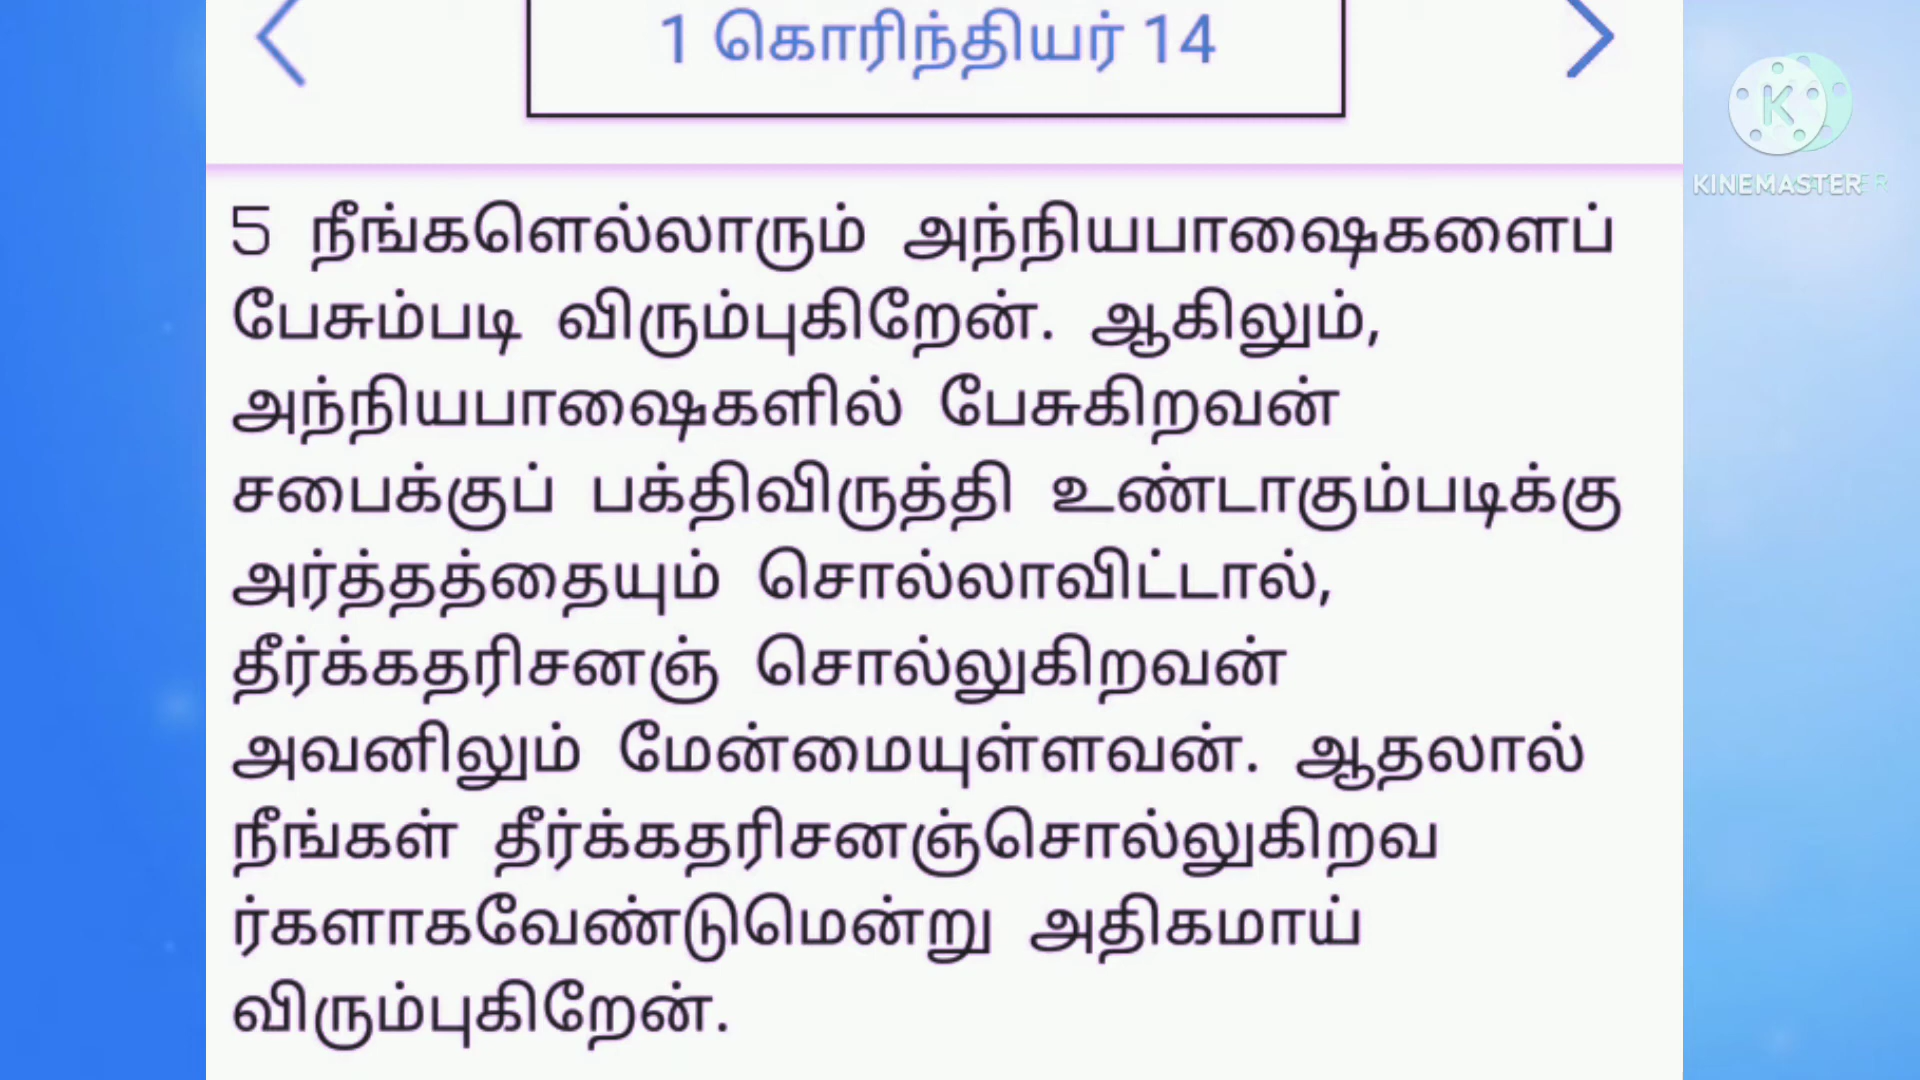 1 கொரிந்தியர் 14
KINEMASTER
5 நீங்களெல்லாரும் அந்நியபாஷைகளைப்
பேசும்படி விரும்புகிறேன். ஆகிலும்,
அந்நியபாஷைகளில் பேசுகிறவன்
சபைக்குப் பக்திவிருத்தி உண்டாகும்படிக்கு
அர்த்தத்தையும் சொல்லாவிட்டால்,
தீர்க்கதரிசனஞ் சொல்லுகிறவன்
அவனிலும் மேன்மையுள்ளவன். ஆதலால்
நீங்கள் தீர்க்கதரிசனஞ்சொல்லுகிறவ
ர்களாகவேண்டுமென்று அதிகமாய்
விரும்புகிறேன்.